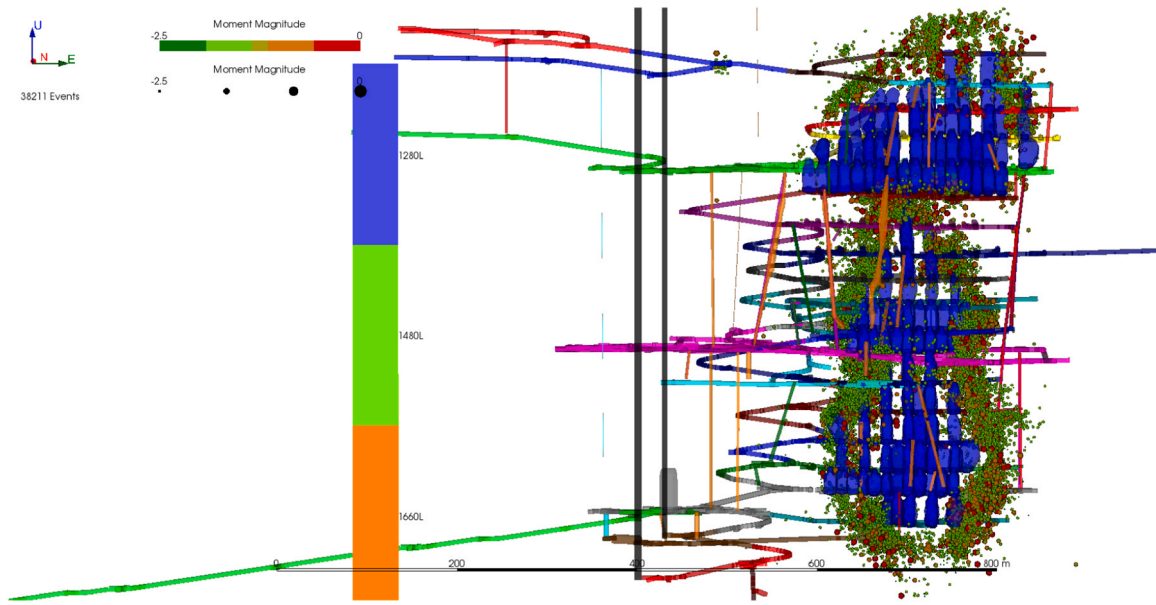 U
N
E
38211 Events
Moment Magnitude
-2.5
0
Moment Magnitude
-2.5
0
1280L
1480L
1660L
0
200
400
600
800 m